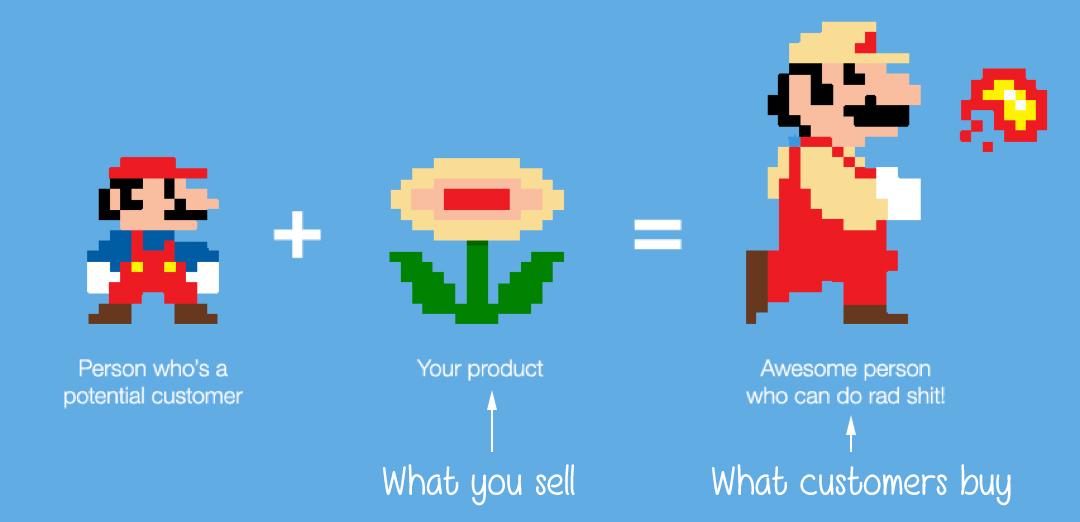 Person who's a
potential customer
Your product
Awesome person
who can do rad shit!
What you sell
What customers buy